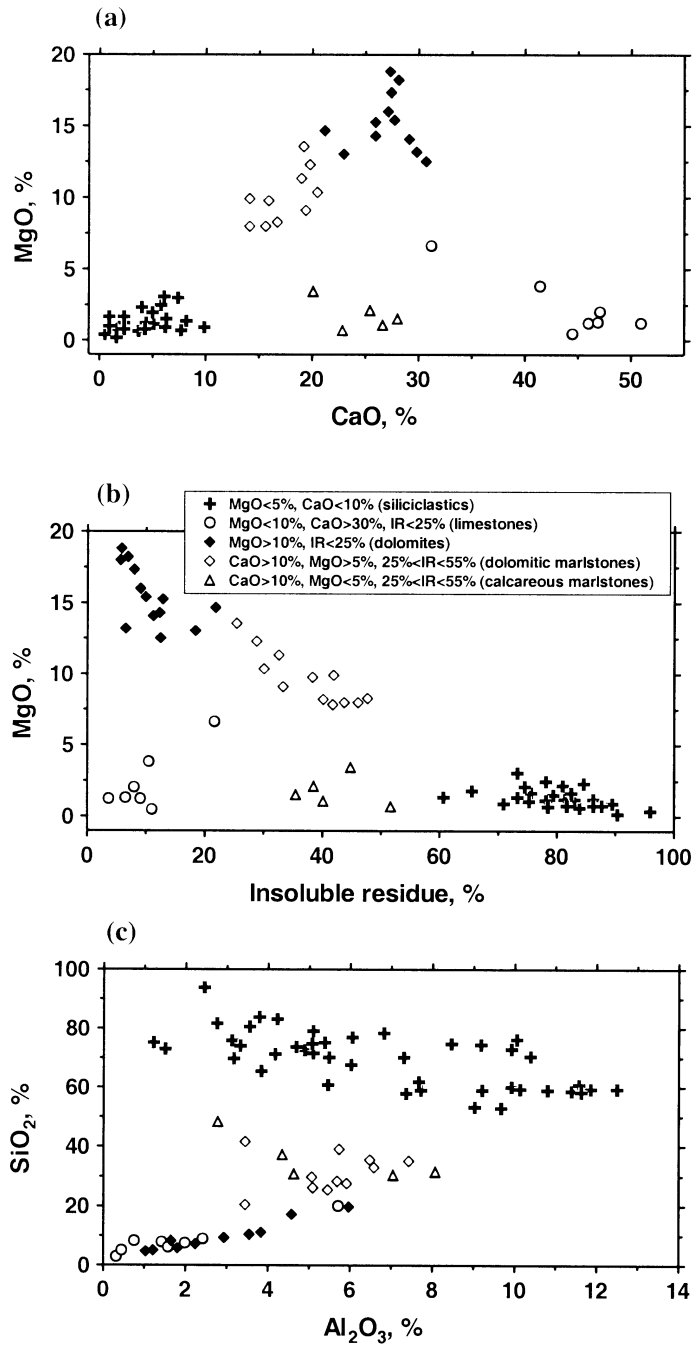 (a)
20
15
10
5
0
MgO, %
0 10 20 30 40 50
CaO, %
(b)
MgO<5%, CaO<10% (siliciclastics)
MgO<10%, CaO>30%, IR<25% (limestones)
MgO>10%, IR<25% (dolomites)
CaO>10%, MgO>5%, 25%<IR<55% (dolomitic marlstones)
CaO>10%, MgO<5%, 25%<IR<55% (calcareous marlstones)
20
15
10
5
0
MgO, %
0 20 40 60 80 100
Insoluble residue, %
(c)
100
80
60
40
20
0
SiO₂, %
0 2 4 6 8 10 12 14
Al₂O₃, %